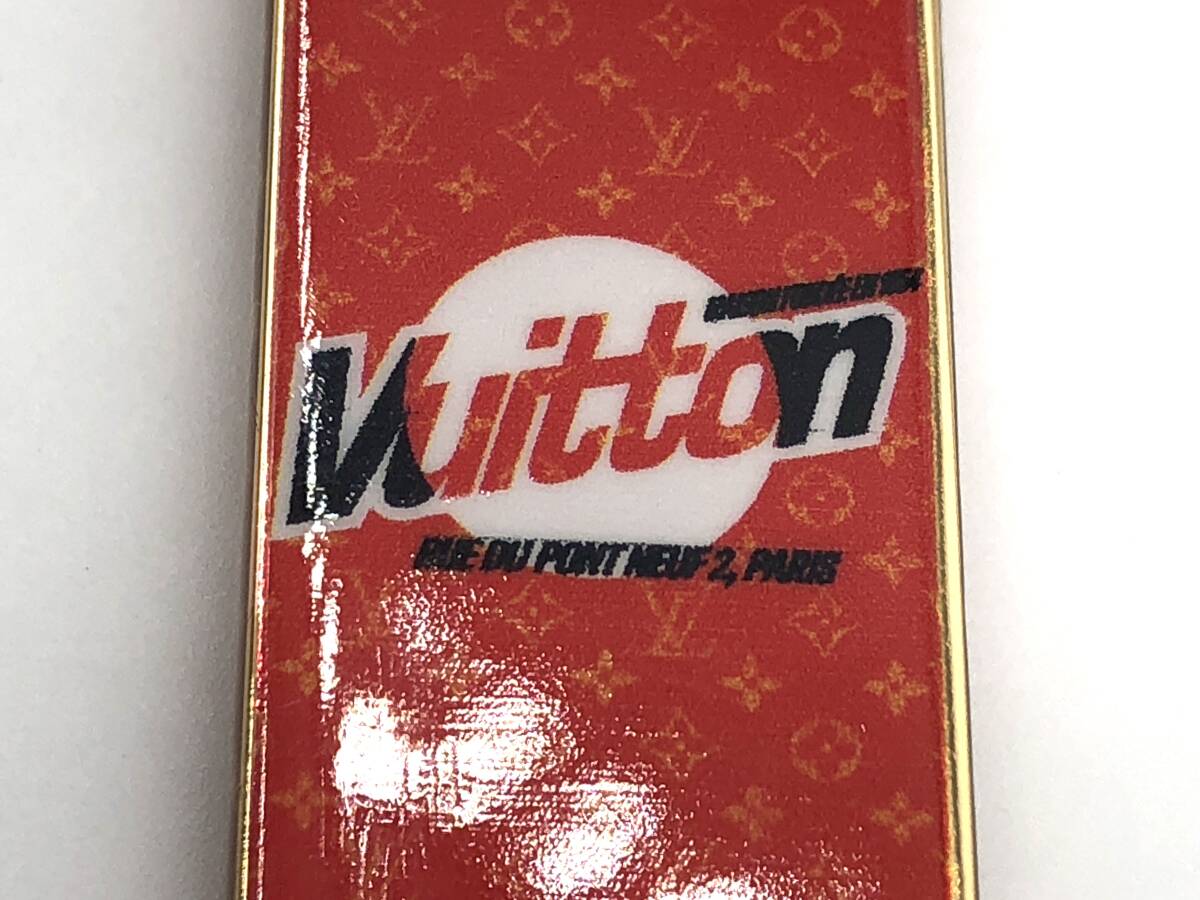 Vuitton
RUE DU PONT NEUF 2, PARIS